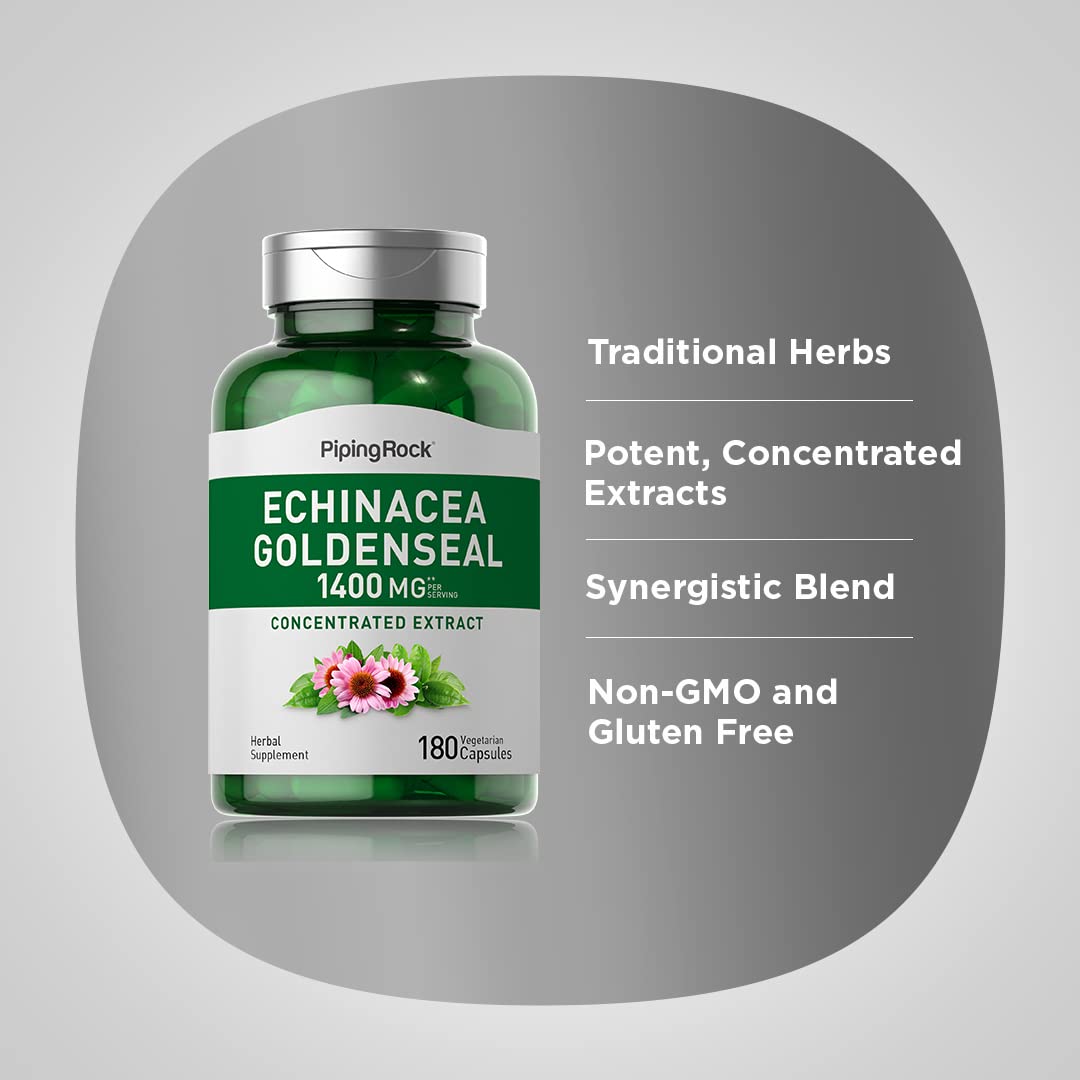 PipingRock®
ECHINACEA
GOLDENSEAL
1400 MG** PER SERVING
CONCENTRATED EXTRACT
Herbal
Supplement
180 Vegetarian
Capsules
Traditional Herbs
Potent, Concentrated
Extracts
Synergistic Blend
Non-GMO and
Gluten Free